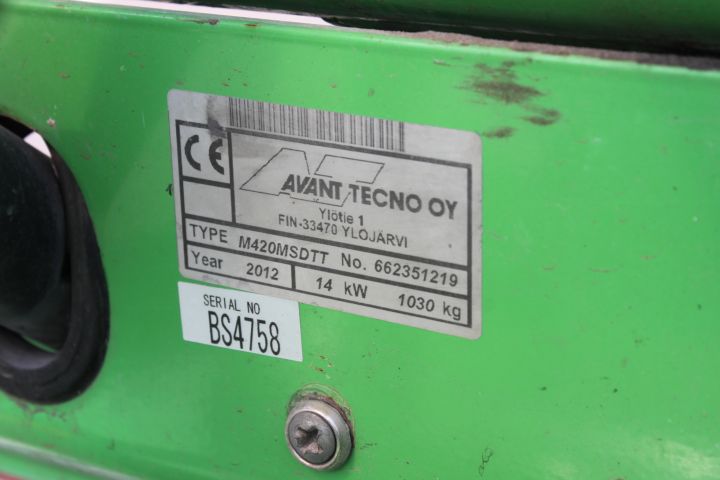 CE
AVANT TECNO OY
Ylötie 1
FIN-33470 YLÖJÄRVI
TYPE M420MSDTT No. 662351219
Year 2012 14 kW 1030 kg
SERIAL NO
BS4758